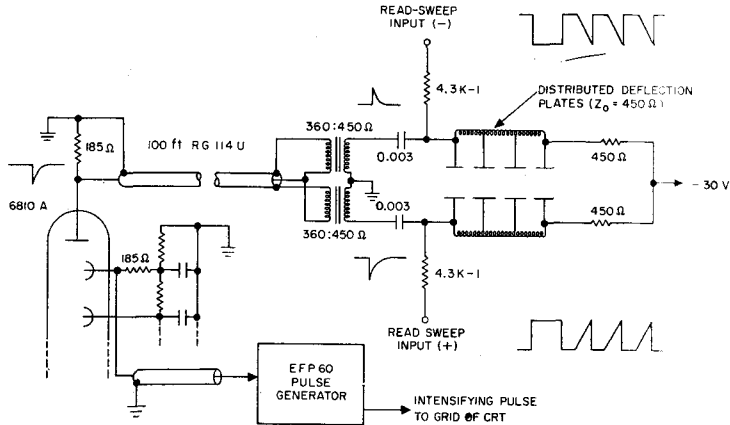 READ-SWEEP
INPUT (-)
4.3K-1
DISTRIBUTED DEFLECTION
PLATES (Z₀ = 450 Ω)
185Ω
100 ft RG 114 U
360:450 Ω
0.003
450 Ω
- 30 V
6810 A
0.003
450 Ω
360:450 Ω
185Ω
4.3K-1
READ SWEEP
INPUT (+)
EFP 60
PULSE
GENERATOR
INTENSIFYING PULSE
TO GRID OF CRT